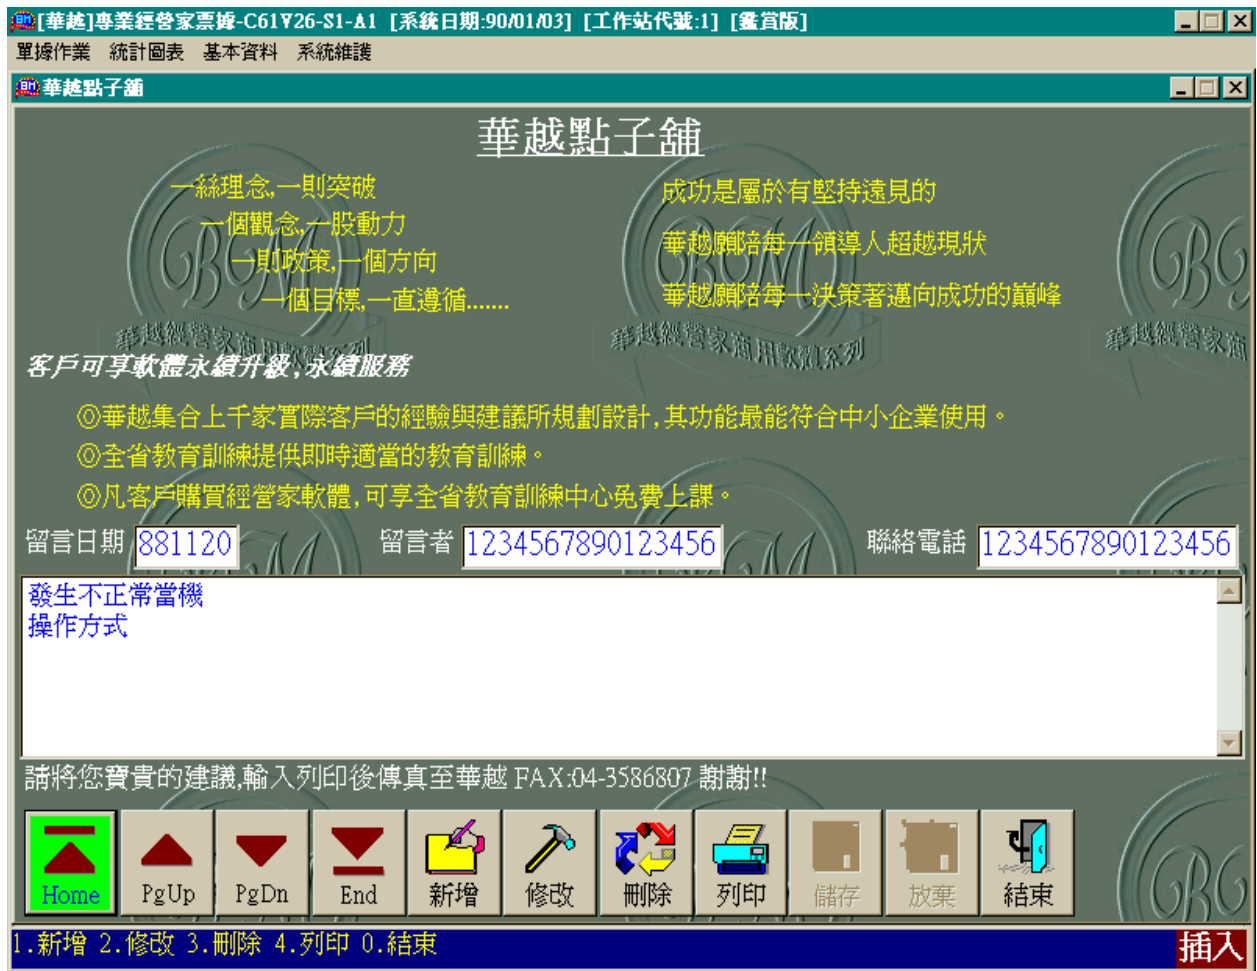 [華越]專業經營家票據-C61V26-S1-A1 [系統日期:90/01/03] [工作站代號:1] [鑑賞版]
單據作業 統計圖表 基本資料 系統維護
華越點子舖
華越點子舖
一絲理念,一則突破
一個觀念,一股動力
一則政策,一個方向
一個目標,一直遵循.......
成功是屬於有堅持遠見的
華越願陪每一領導人超越現狀
華越願陪每一決策著邁向成功的巔峰
BOM
華越經營家商用軟體系列
客戶可享軟體永續升級,永續服務
◎華越集合上千家實際客戶的經驗與建議所規劃設計,其功能最能符合中小企業使用。
◎全省教育訓練提供即時適當的教育訓練。
◎凡客戶購買經營家軟體,可享全省教育訓練中心免費上課。
留言日期 881120 留言者 1234567890123456 聯絡電話 1234567890123456
發生不正常當機
操作方式
請將您寶貴的建議,輸入列印後傳真至華越 FAX:04-3586807 謝謝!!
Home PgUp PgDn End 新增 修改 刪除 列印 儲存 放棄 結束
1.新增 2.修改 3.刪除 4.列印 0.結束 插入